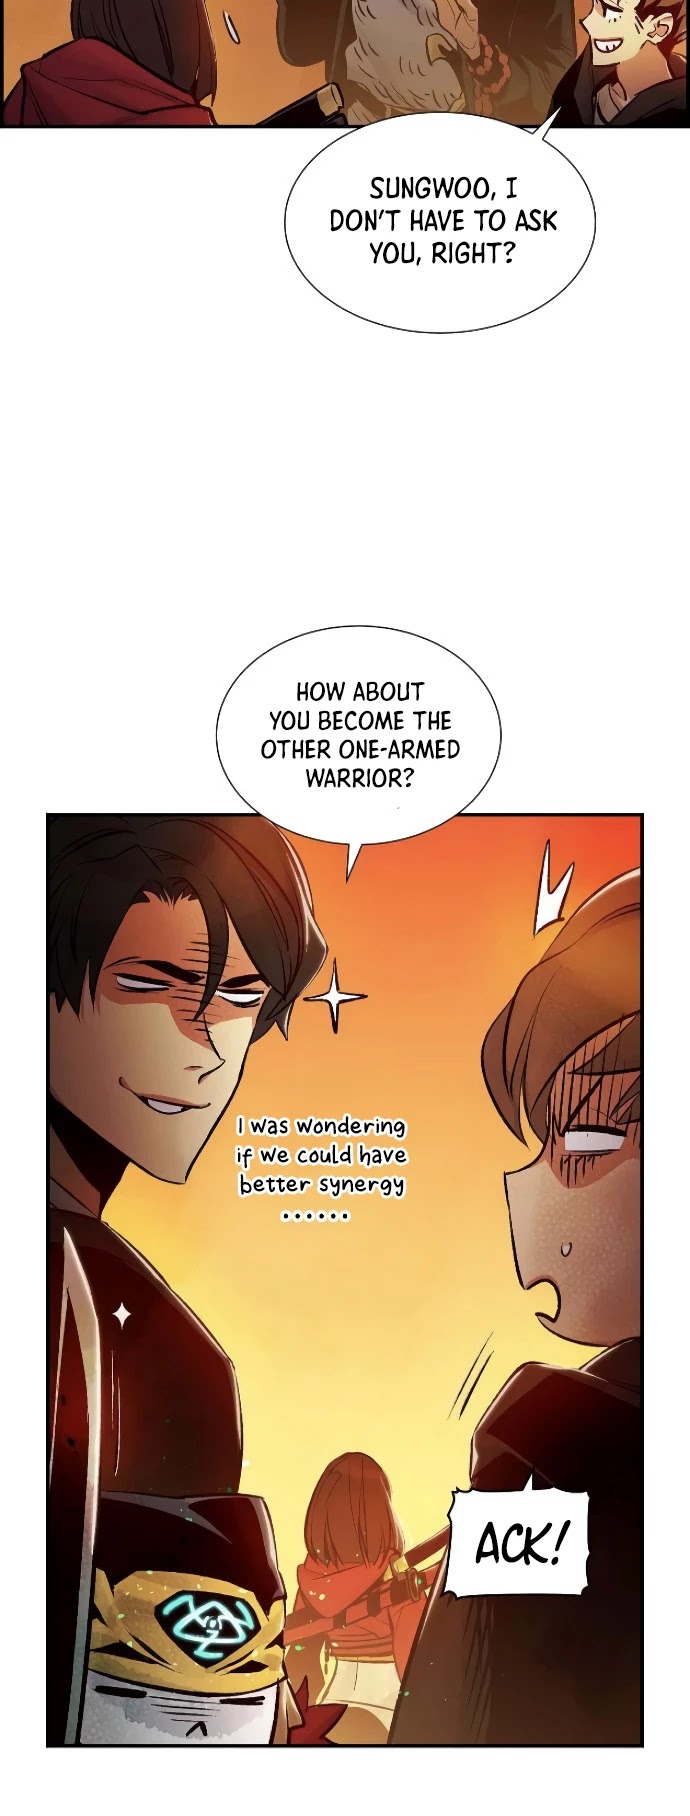 SUNGWOO, I
DON'T HAVE TO ASK
YOU, RIGHT?
HOW ABOUT
YOU BECOME THE
OTHER ONE-ARMED
WARRIOR?
I was wondering
if we could have
better synergy
......
ACK!